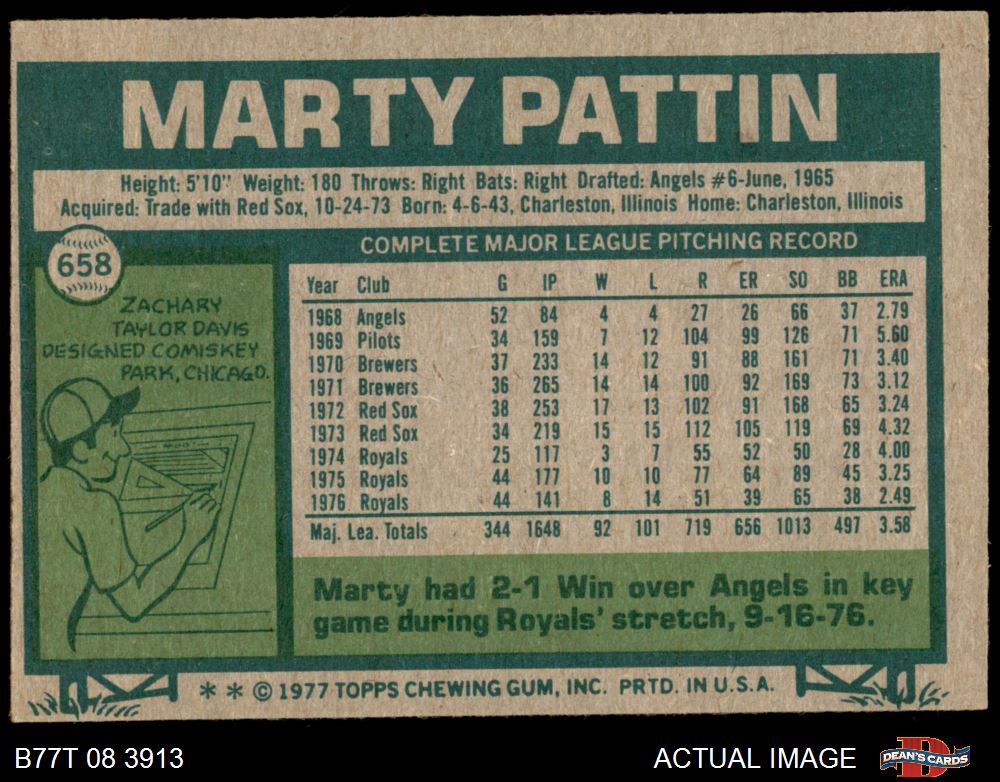 MARTY PATTIN
Height: 5'10" Weight: 180 Throws: Right Bats: Right Drafted: Angels #6-June, 1965
Acquired: Trade with Red Sox, 10-24-73 Born: 4-6-43, Charleston, Illinois Home: Charleston, Illinois
658
ZACHARY
TAYLOR DAVIS
DESIGNED COMISKEY
PARK, CHICAGO.
COMPLETE MAJOR LEAGUE PITCHING RECORD
Year Club G IP W L R ER SO BB ERA
1968 Angels 52 84 4 4 27 26 66 37 2.79
1969 Pilots 34 159 7 12 104 99 126 71 5.60
1970 Brewers 37 233 14 12 91 88 161 71 3.40
1971 Brewers 36 265 14 14 100 92 169 73 3.12
1972 Red Sox 38 253 17 13 102 91 168 65 3.24
1973 Red Sox 34 219 15 15 112 105 119 69 4.32
1974 Royals 25 117 3 7 55 52 50 28 4.00
1975 Royals 44 177 10 10 77 64 89 45 3.25
1976 Royals 44 141 8 14 51 39 65 38 2.49
Maj. Lea. Totals 344 1648 92 101 719 656 1013 497 3.58
Marty had 2-1 Win over Angels in key
game during Royals' stretch, 9-16-76.
* * © 1977 TOPPS CHEWING GUM, INC. PRTD. IN U.S.A.
B77T 08 3913
ACTUAL IMAGE
DEAN'S CARDS